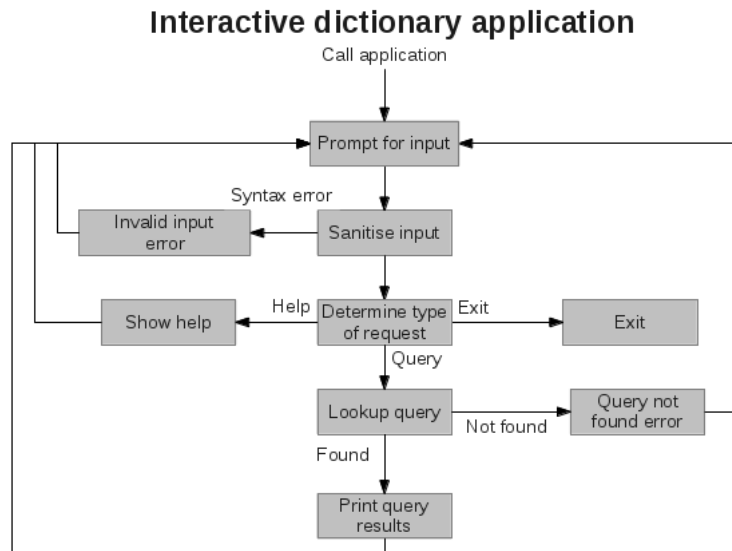 Interactive dictionary application
Call application
Prompt for input
Syntax error
Invalid input
error
Sanitise input
Help
Show help
Determine type
of request
Exit
Exit
Query
Lookup query
Not found
Query not
found error
Found
Print query
results